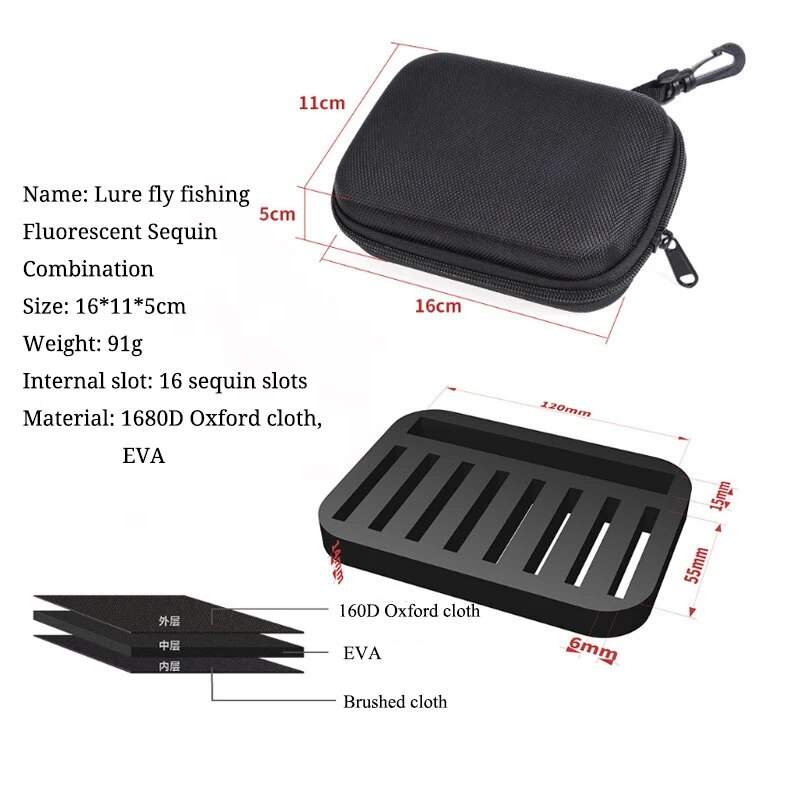 11cm
5cm
16cm
Name: Lure fly fishing
Fluorescent Sequin
Combination
Size: 16*11*5cm
Weight: 91g
Internal slot: 16 sequin slots
Material: 1680D Oxford cloth,
EVA
120mm
15mm
55mm
6mm
外层
中层
内层
160D Oxford cloth
EVA
Brushed cloth